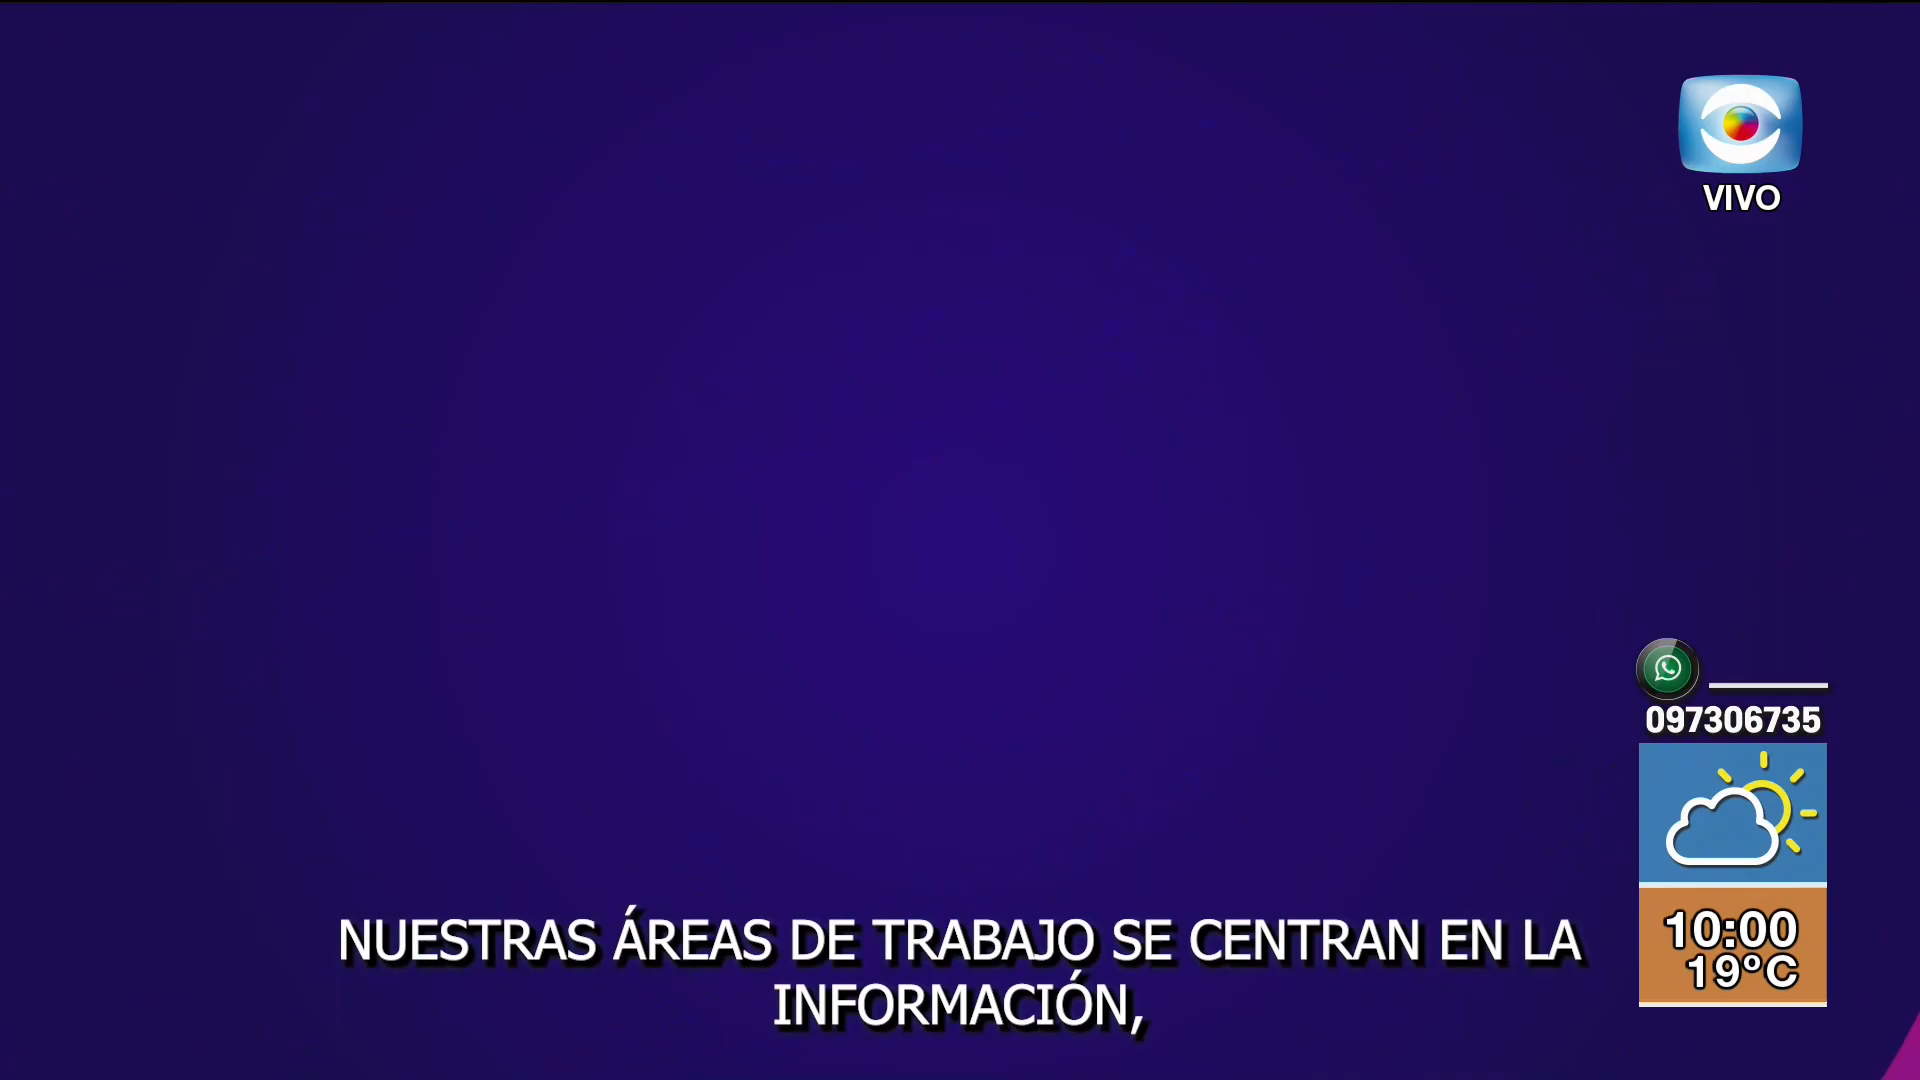 VIVO
097306735
10:00
19°C
NUESTRAS ÁREAS DE TRABAJO SE CENTRAN EN LA
INFORMACIÓN,